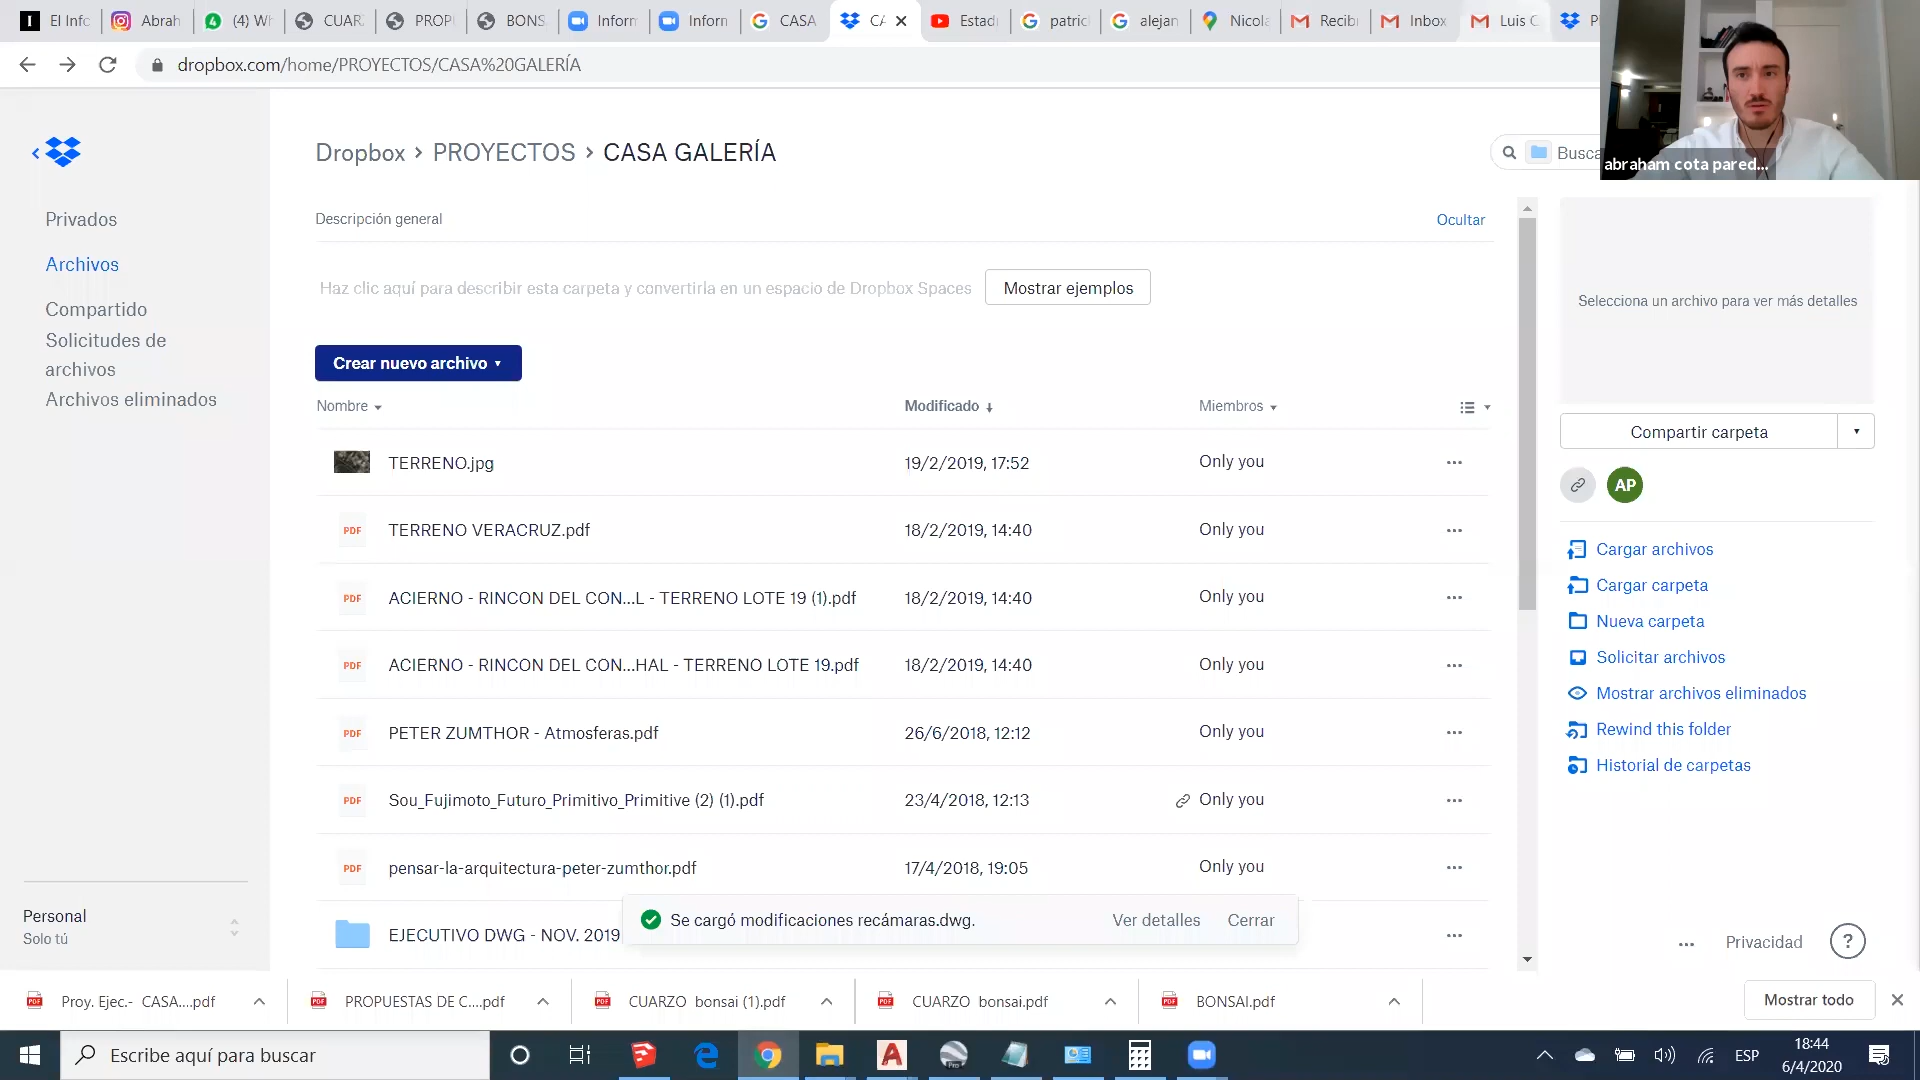 El Info
Abrah
(4) Wh
CUAR
PROP
BONS
Inform
Inform
CASA
CA
Estadi
patric
alejan
Nicola
Recib
Inbox
Luis C
P
dropbox.com/home/PROYECTOS/CASA%20GALERÍA
abraham cota pared...
Dropbox › PROYECTOS › CASA GALERÍA
Busca
Privados
Archivos
Compartido
Solicitudes de
archivos
Archivos eliminados
Personal
Solo tú
Descripción general
Ocultar
Haz clic aquí para describir esta carpeta y convertirla en un espacio de Dropbox Spaces
Mostrar ejemplos
Crear nuevo archivo
Nombre Modificado Miembros
TERRENO.jpg 19/2/2019, 17:52 Only you
PDF TERRENO VERACRUZ.pdf 18/2/2019, 14:40 Only you
PDF ACIERNO - RINCON DEL CON...L - TERRENO LOTE 19 (1).pdf 18/2/2019, 14:40 Only you
PDF ACIERNO - RINCON DEL CON...HAL - TERRENO LOTE 19.pdf 18/2/2019, 14:40 Only you
PDF PETER ZUMTHOR - Atmosferas.pdf 26/6/2018, 12:12 Only you
PDF Sou_Fujimoto_Futuro_Primitivo_Primitive (2) (1).pdf 23/4/2018, 12:13 Only you
PDF pensar-la-arquitectura-peter-zumthor.pdf 17/4/2018, 19:05 Only you
EJECUTIVO DWG - NOV. 2019
Se cargó modificaciones recámaras.dwg. Ver detalles Cerrar
Selecciona un archivo para ver más detalles
Compartir carpeta
AP
Cargar archivos
Cargar carpeta
Nueva carpeta
Solicitar archivos
Mostrar archivos eliminados
Rewind this folder
Historial de carpetas
Privacidad
?
Proy. Ejec.- CASA....pdf
PROPUESTAS DE C....pdf
CUARZO bonsai (1).pdf
CUARZO bonsai.pdf
BONSAI.pdf
Mostrar todo
Escribe aquí para buscar
ESP
18:44
6/4/2020